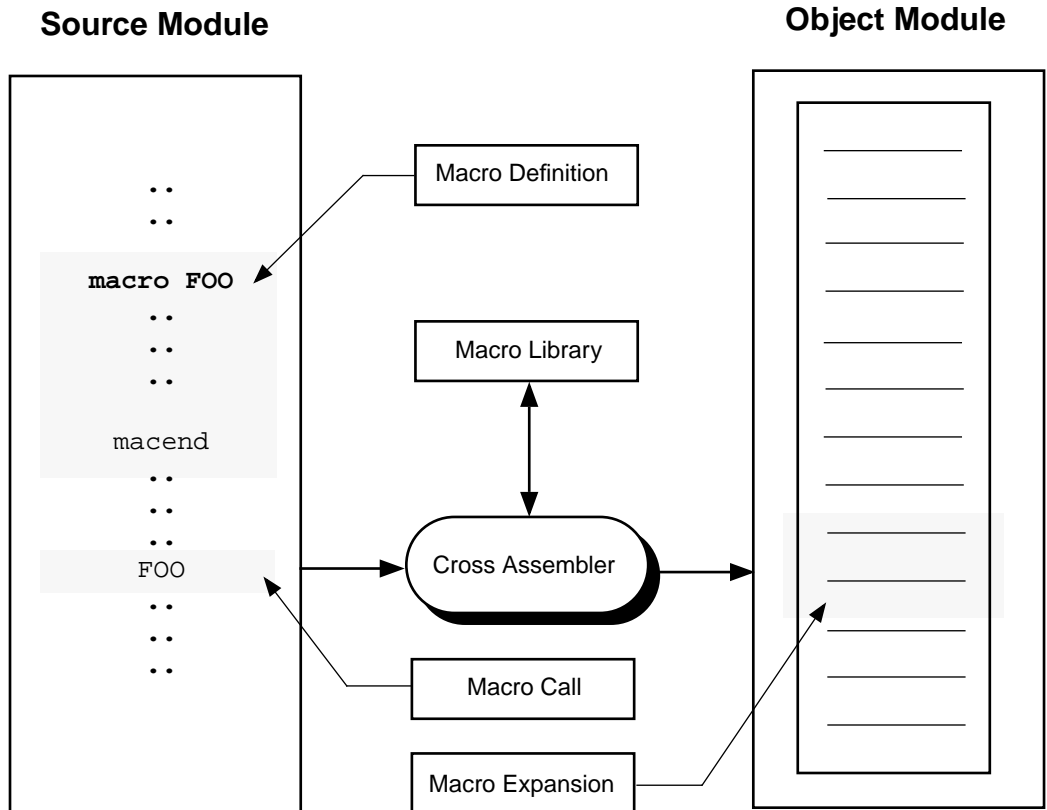 Source Module
Object Module
..
..
macro FOO
..
..
..
macend
..
..
..
FOO
..
..
..
Macro Definition
Macro Library
Cross Assembler
Macro Call
Macro Expansion